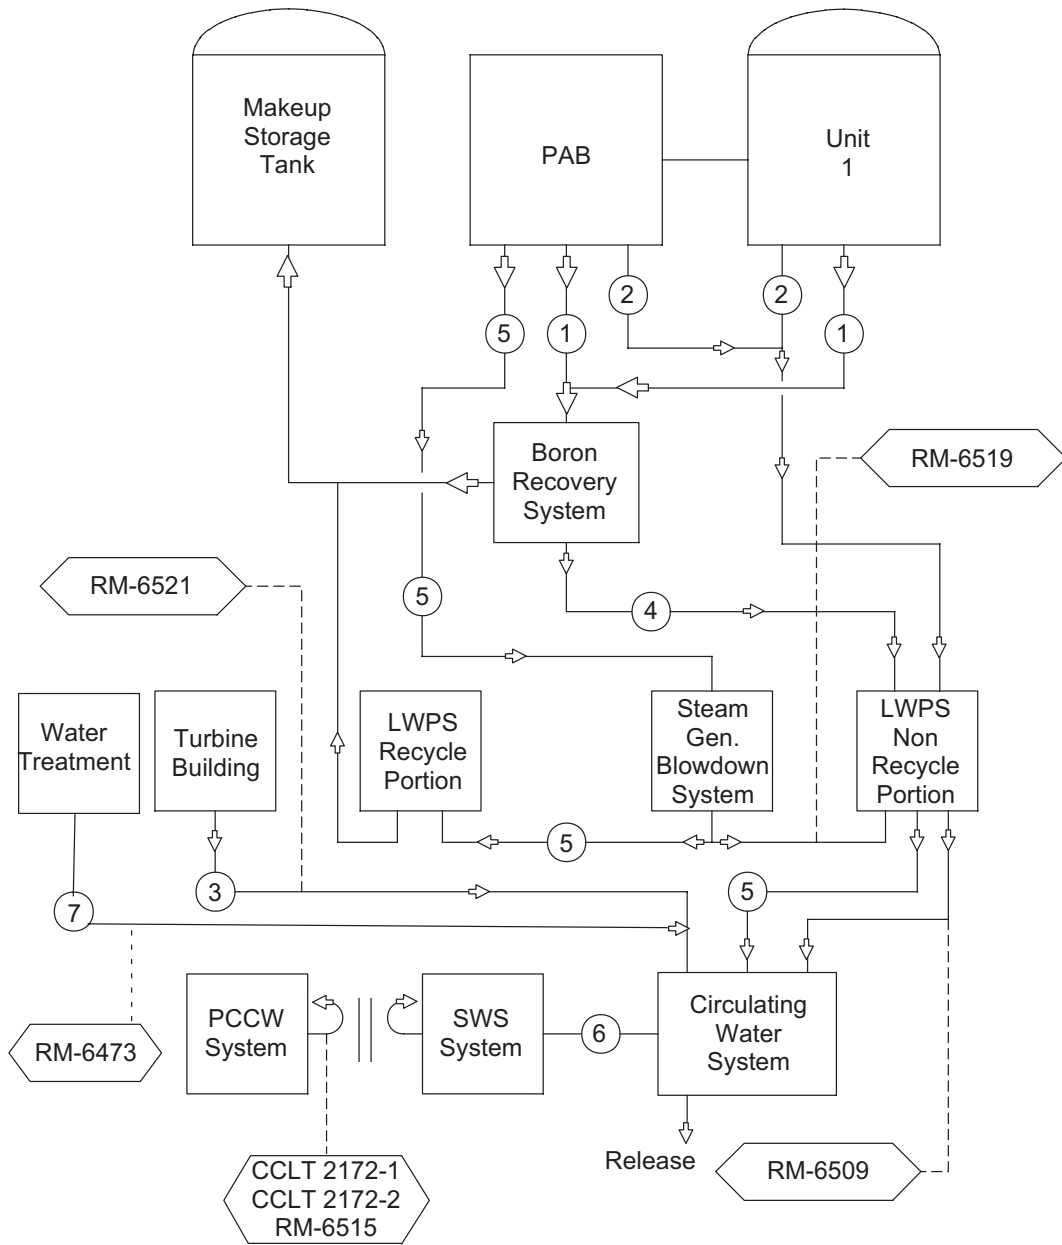 Makeup
Storage
Tank
PAB
Unit
1
2
2
5
1
1
Boron
Recovery
System
RM-6519
RM-6521
5
4
Water
Treatment
Turbine
Building
LWPS
Recycle
Portion
Steam
Gen.
Blowdown
System
LWPS
Non
Recycle
Portion
5
3
5
7
PCCW
System
SWS
System
6
Circulating
Water
System
RM-6473
Release
RM-6509
CCLT 2172-1
CCLT 2172-2
RM-6515